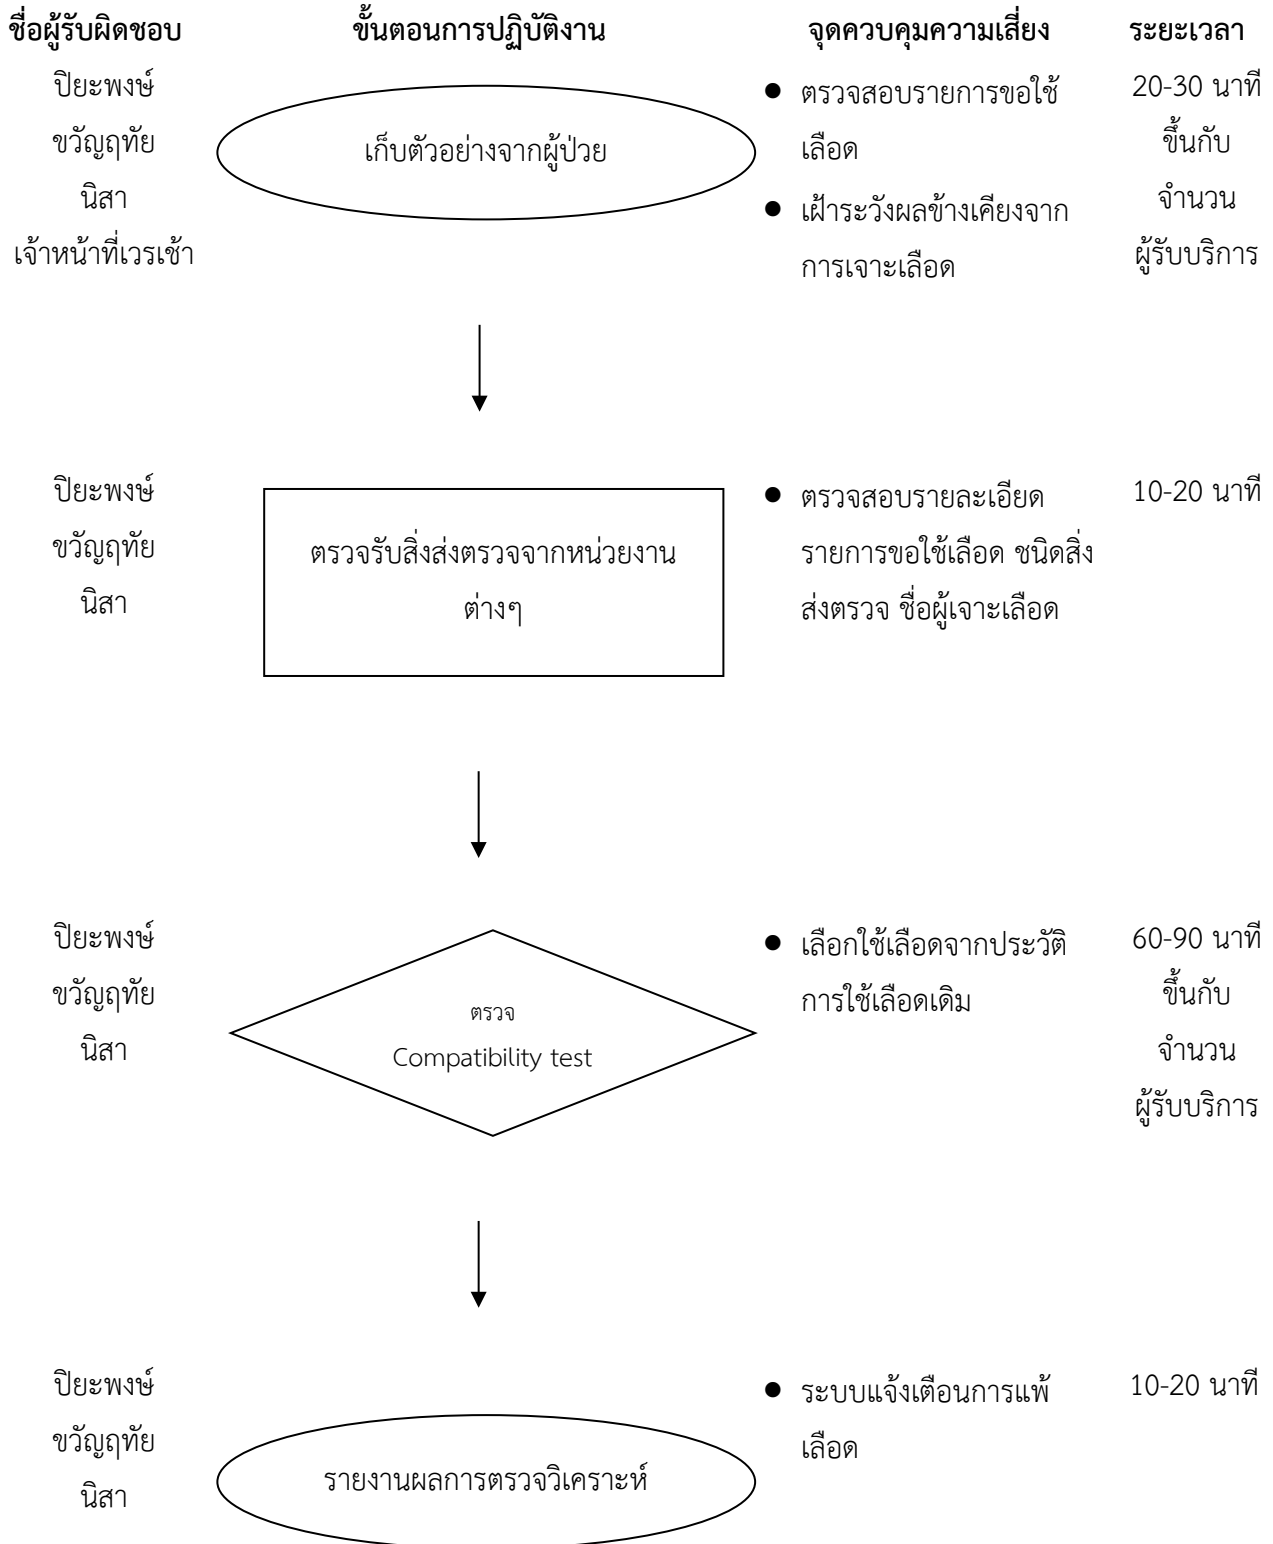 ชื่อผู้รับผิดชอบ ขั้นตอนการปฏิบัติงาน จุดควบคุมความเสี่ยง ระยะเวลา
ปิยะพงษ์
ขวัญฤทัย
นิสา
เจ้าหน้าที่เวรเช้า
เก็บตัวอย่างจากผู้ป่วย
● ตรวจสอบรายการขอใช้
เลือด
● เฝ้าระวังผลข้างเคียงจาก
การเจาะเลือด
20-30 นาที
ขึ้นกับ
จำนวน
ผู้รับบริการ
ปิยะพงษ์
ขวัญฤทัย
นิสา
ตรวจรับสิ่งส่งตรวจจากหน่วยงาน
ต่างๆ
● ตรวจสอบรายละเอียด
รายการขอใช้เลือด ชนิดสิ่ง
ส่งตรวจ ชื่อผู้เจาะเลือด
10-20 นาที
ปิยะพงษ์
ขวัญฤทัย
นิสา
ตรวจ
Compatibility test
● เลือกใช้เลือดจากประวัติ
การใช้เลือดเดิม
60-90 นาที
ขึ้นกับ
จำนวน
ผู้รับบริการ
ปิยะพงษ์
ขวัญฤทัย
นิสา
รายงานผลการตรวจวิเคราะห์
● ระบบแจ้งเตือนการแพ้
เลือด
10-20 นาที